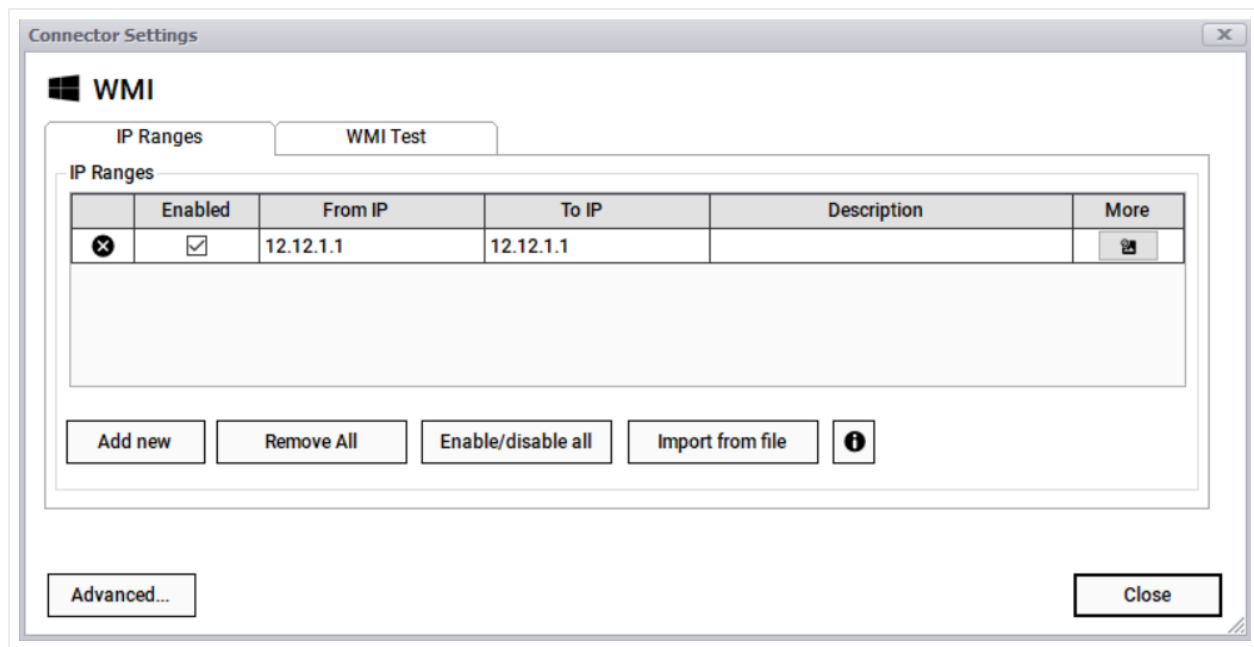 Connector Settings
WMI
IP Ranges WMI Test
IP Ranges
Enabled From IP To IP Description More
12.12.1.1 12.12.1.1
Add new Remove All Enable/disable all Import from file
Advanced... Close